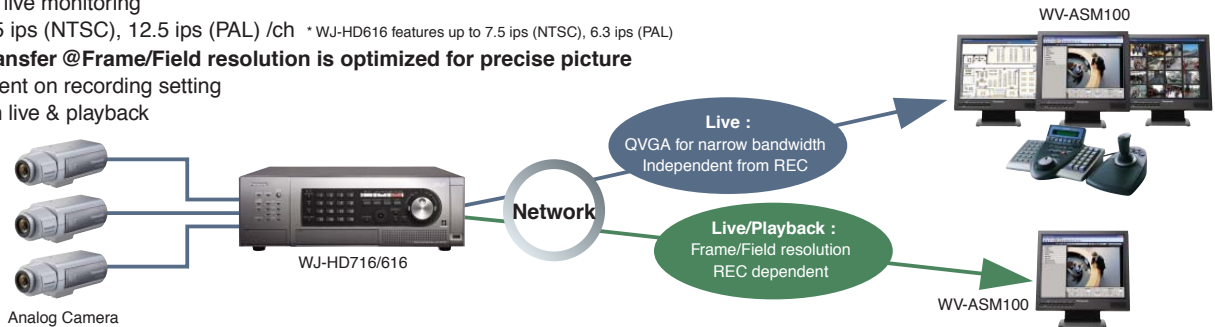 live monitoring
5 ips (NTSC), 12.5 ips (PAL) /ch * WJ-HD616 features up to 7.5 ips (NTSC), 6.3 ips (PAL)
ansfer @Frame/Field resolution is optimized for precise picture
ent on recording setting
live & playback
WV-ASM100
Live :
QVGA for narrow bandwidth
Independent from REC
Network
Live/Playback :
Frame/Field resolution
REC dependent
WJ-HD716/616
WV-ASM100
Analog Camera